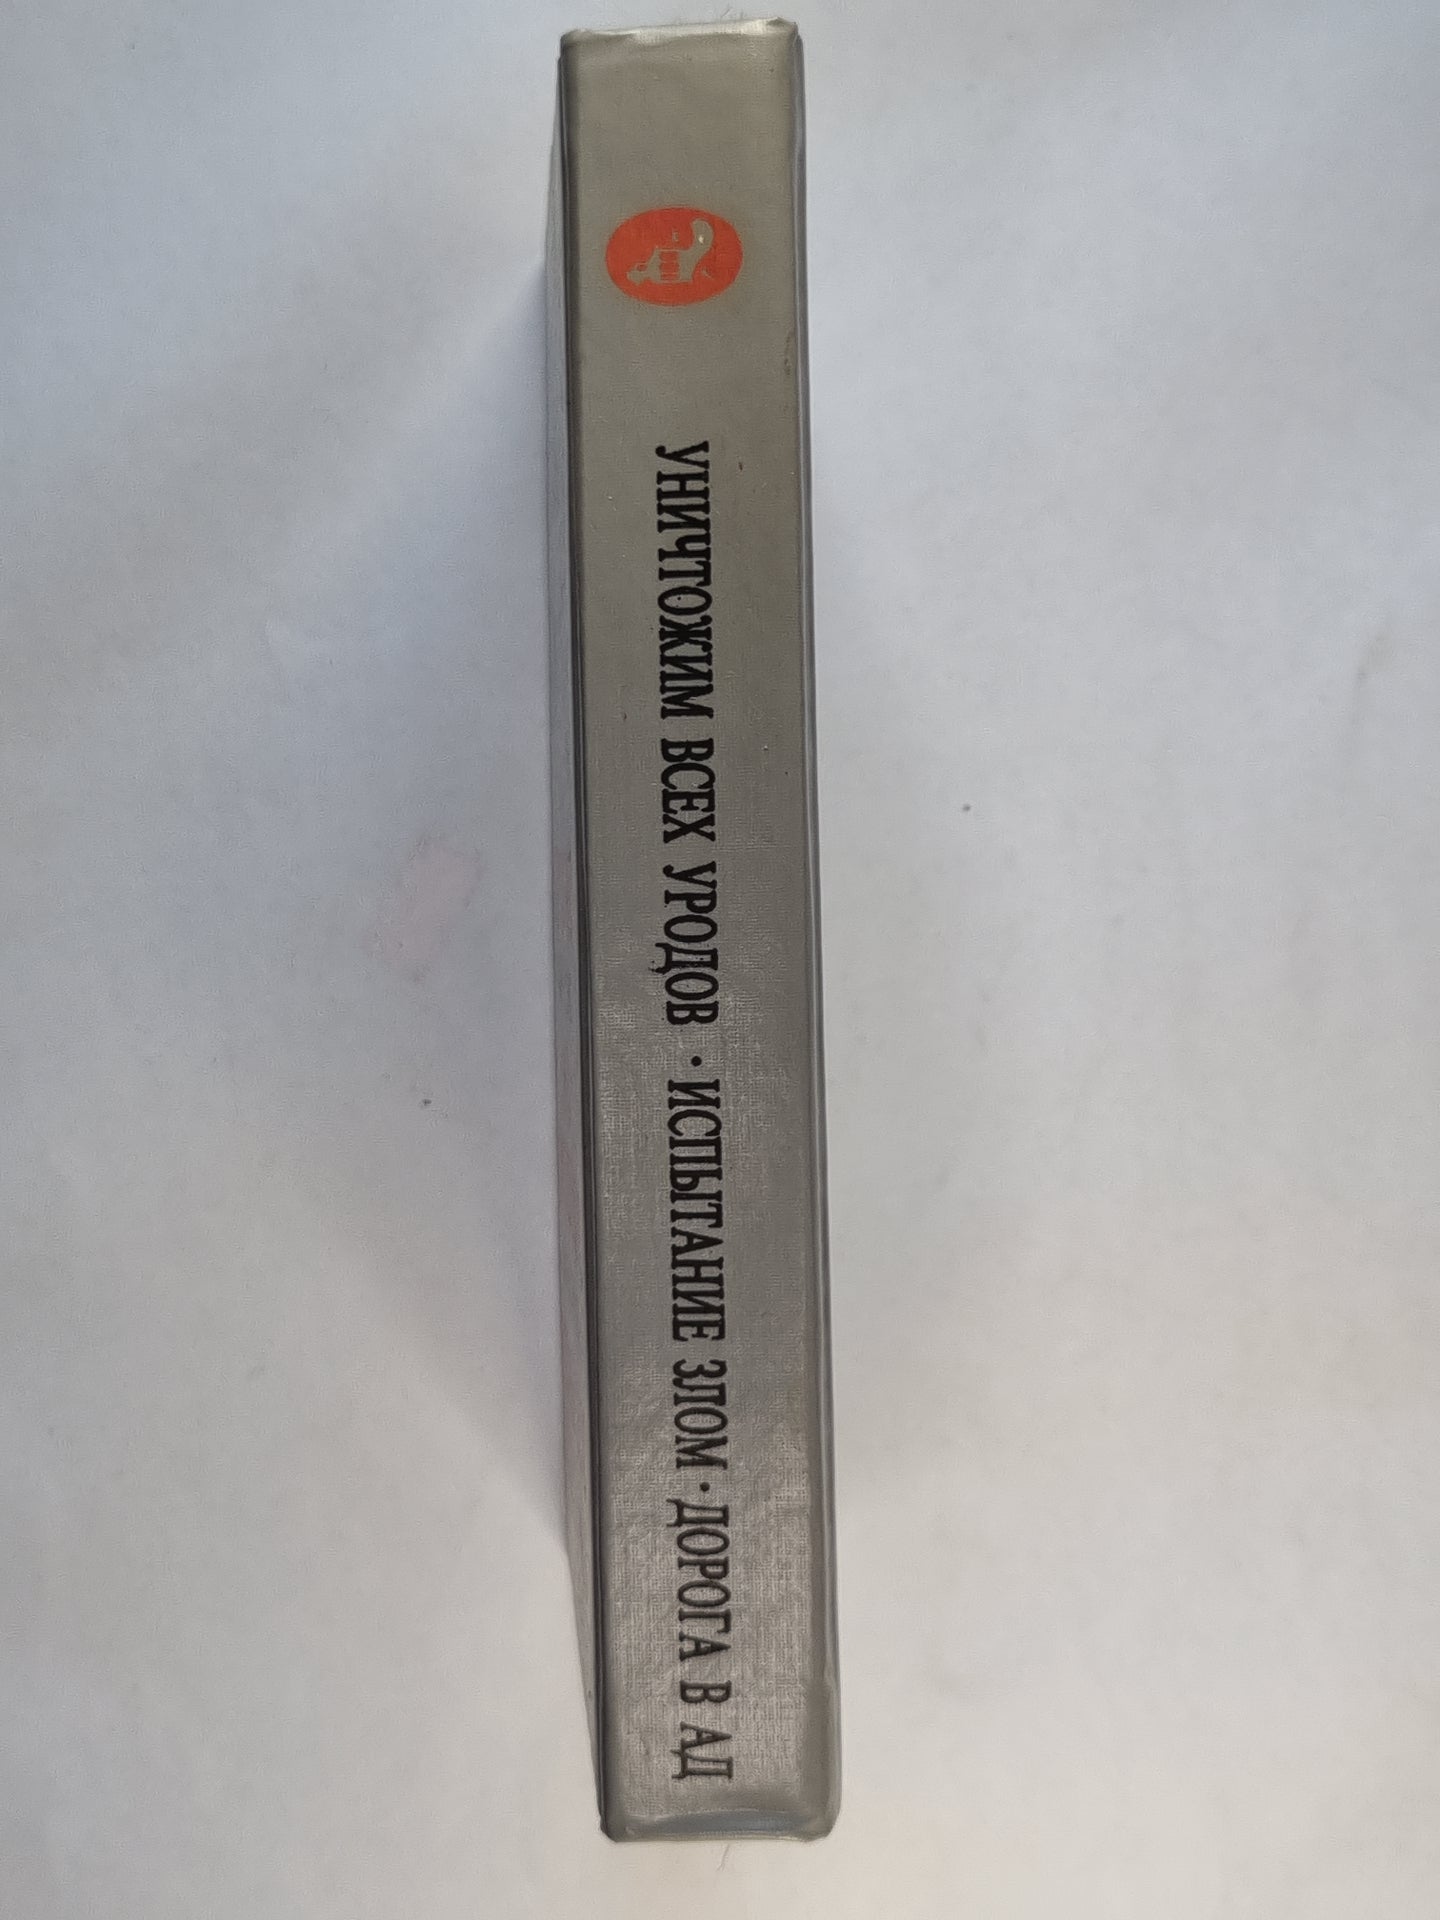 УНИЧТОЖИМ ВСЕХ УРОДОВ · ИСПЫТАНИЕ ЗЛОМ · ДОРОГА В АД